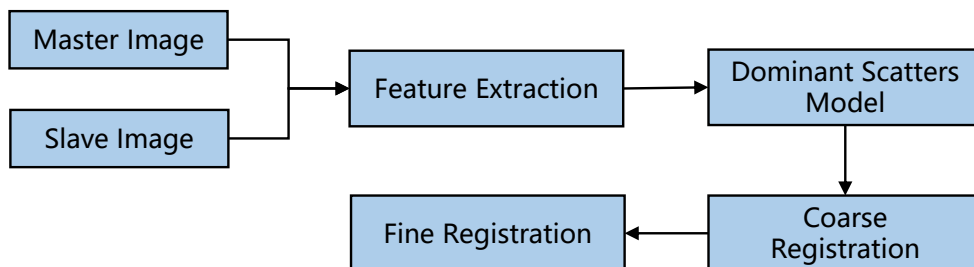 Master Image
Slave Image
Feature Extraction
Dominant Scatters
Model
Fine Registration
Coarse
Registration